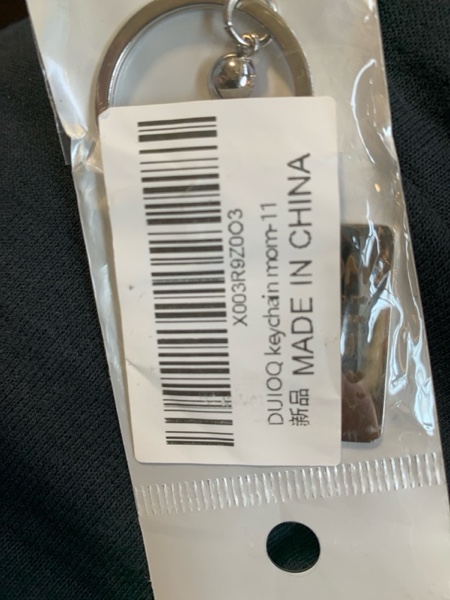 X003R9Z0O3
DUIOQ keychain mom-11
新品 MADE IN CHINA